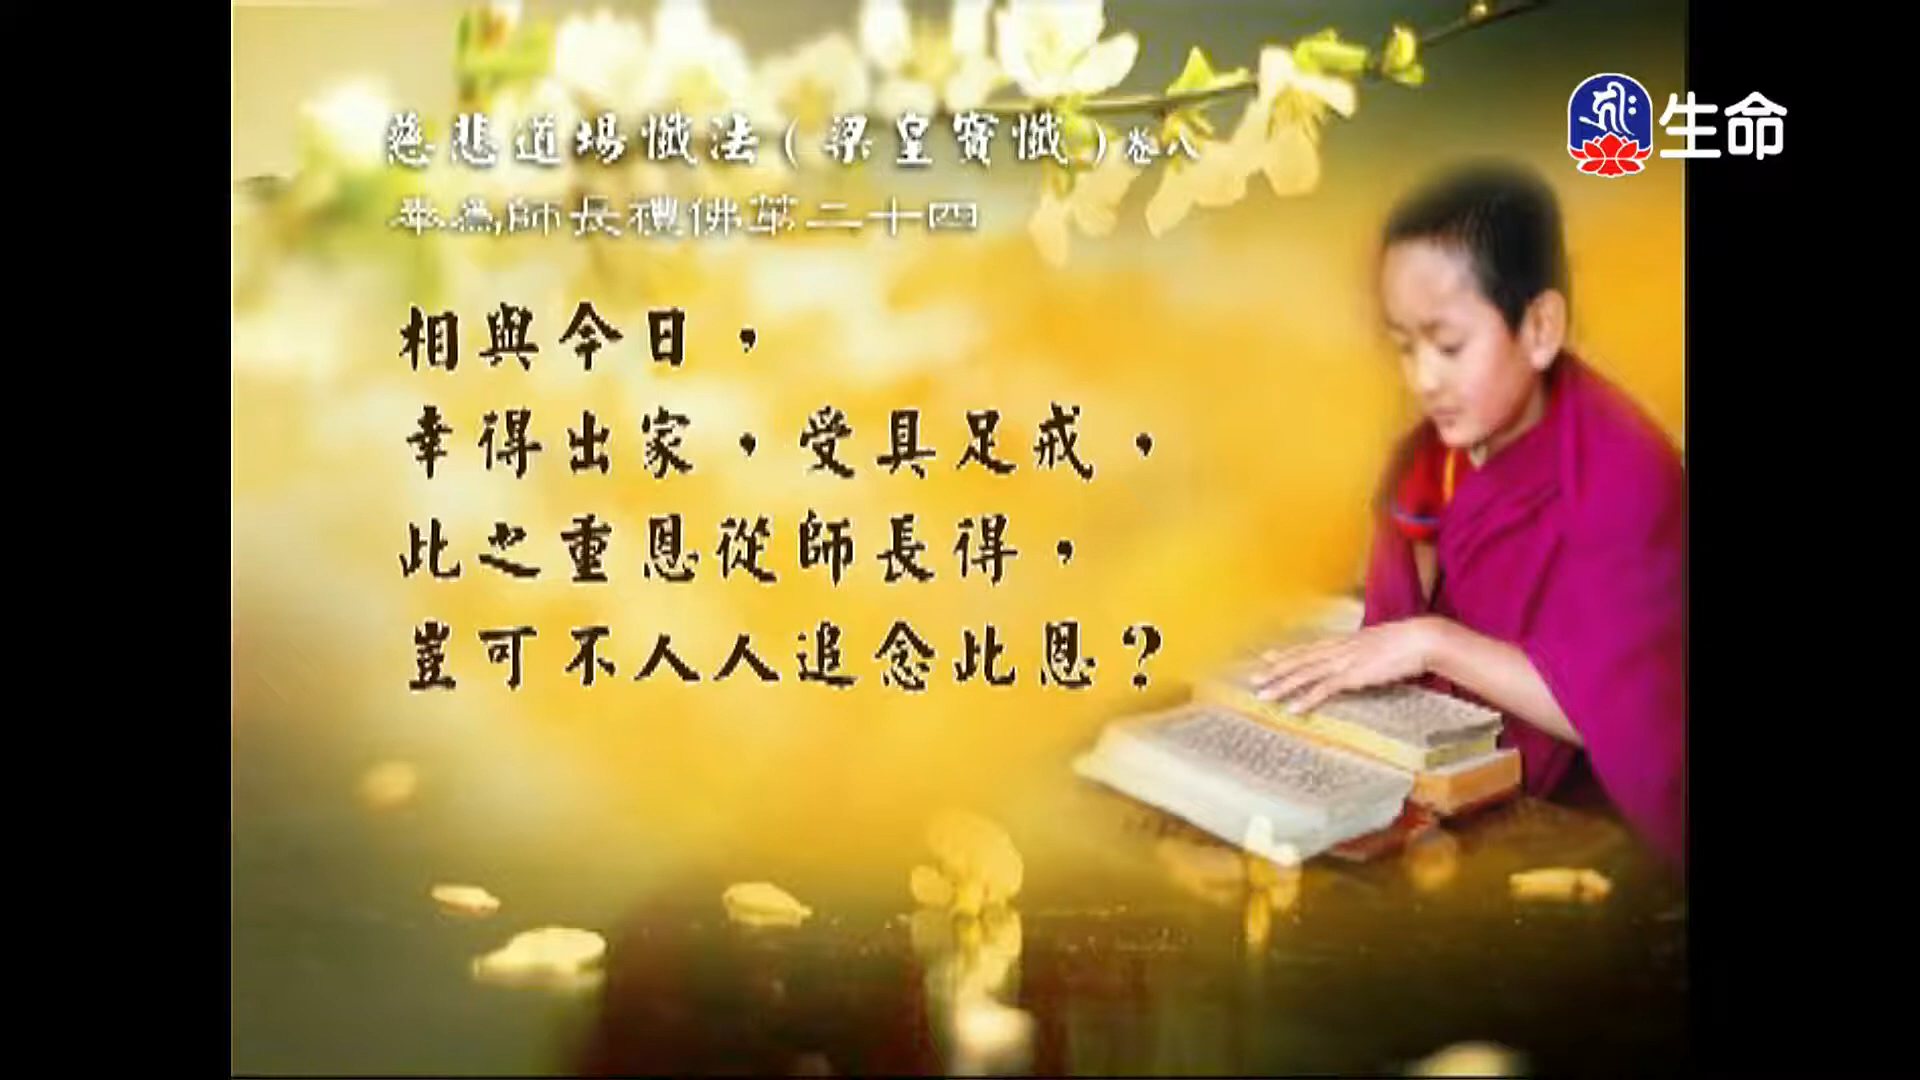 慈悲道場懺法(梁皇寶懺)卷八
奉為師長禮佛第二十四
生命
相與今日，
幸得出家，受具足戒，
此之重恩從師長得，
豈可不人人追念此恩？